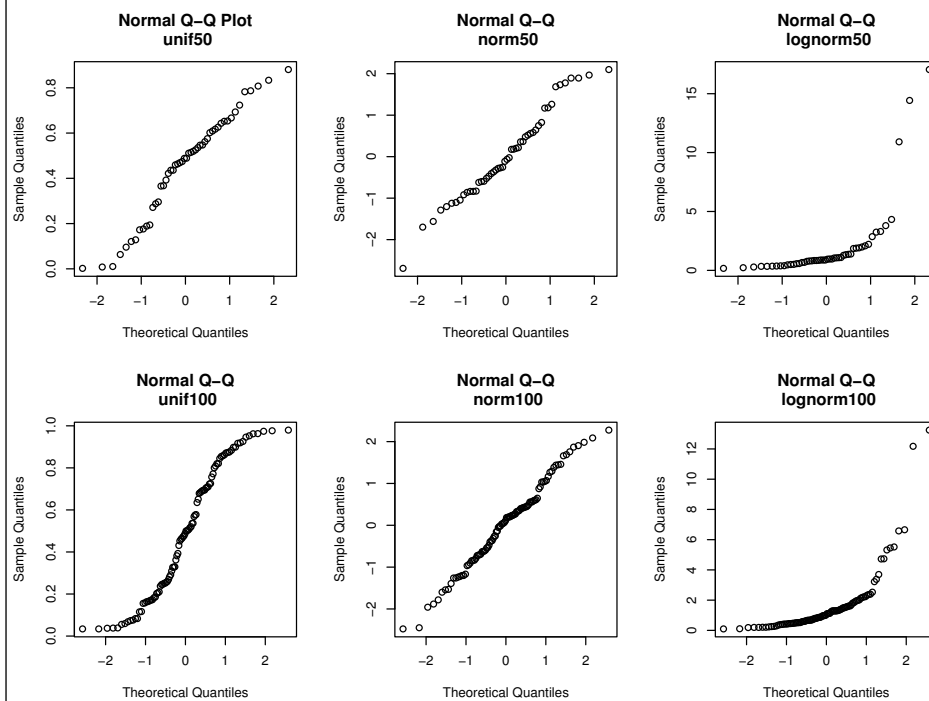 Normal Q−Q Plot
unif50
Sample Quantiles
0.0 0.2 0.4 0.6 0.8
−2 −1 0 1 2
Theoretical Quantiles
Normal Q−Q
norm50
Sample Quantiles
−2 −1 0 1 2
−2 −1 0 1 2
Theoretical Quantiles
Normal Q−Q
lognorm50
Sample Quantiles
0 5 10 15
−2 −1 0 1 2
Theoretical Quantiles
Normal Q−Q
unif100
Sample Quantiles
0.0 0.2 0.4 0.6 0.8 1.0
−2 −1 0 1 2
Theoretical Quantiles
Normal Q−Q
norm100
Sample Quantiles
−2 −1 0 1 2
−2 −1 0 1 2
Theoretical Quantiles
Normal Q−Q
lognorm100
Sample Quantiles
0 2 4 6 8 10 12
−2 −1 0 1 2
Theoretical Quantiles